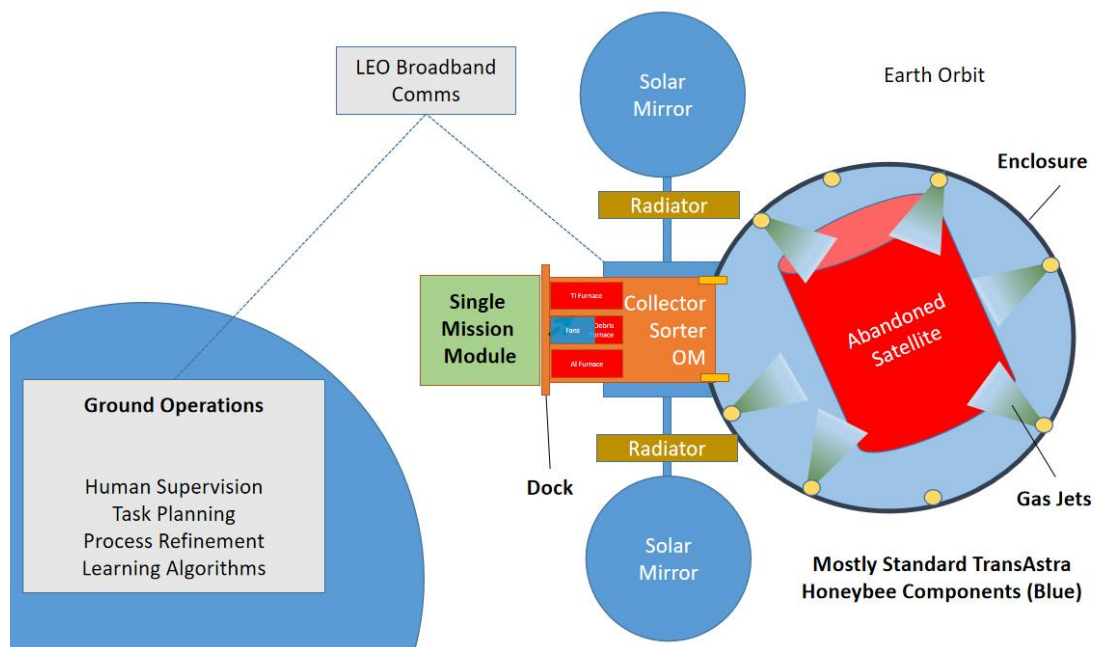 LEO Broadband
Comms
Solar
Mirror
Earth Orbit
Enclosure
Radiator
Single
Mission
Module
TI Furnace
Fans
Debris
Furnace
Al Furnace
Collector
Sorter
OM
Abandoned
Satellite
Ground Operations
Human Supervision
Task Planning
Process Refinement
Learning Algorithms
Radiator
Dock
Gas Jets
Solar
Mirror
Mostly Standard TransAstra
Honeybee Components (Blue)